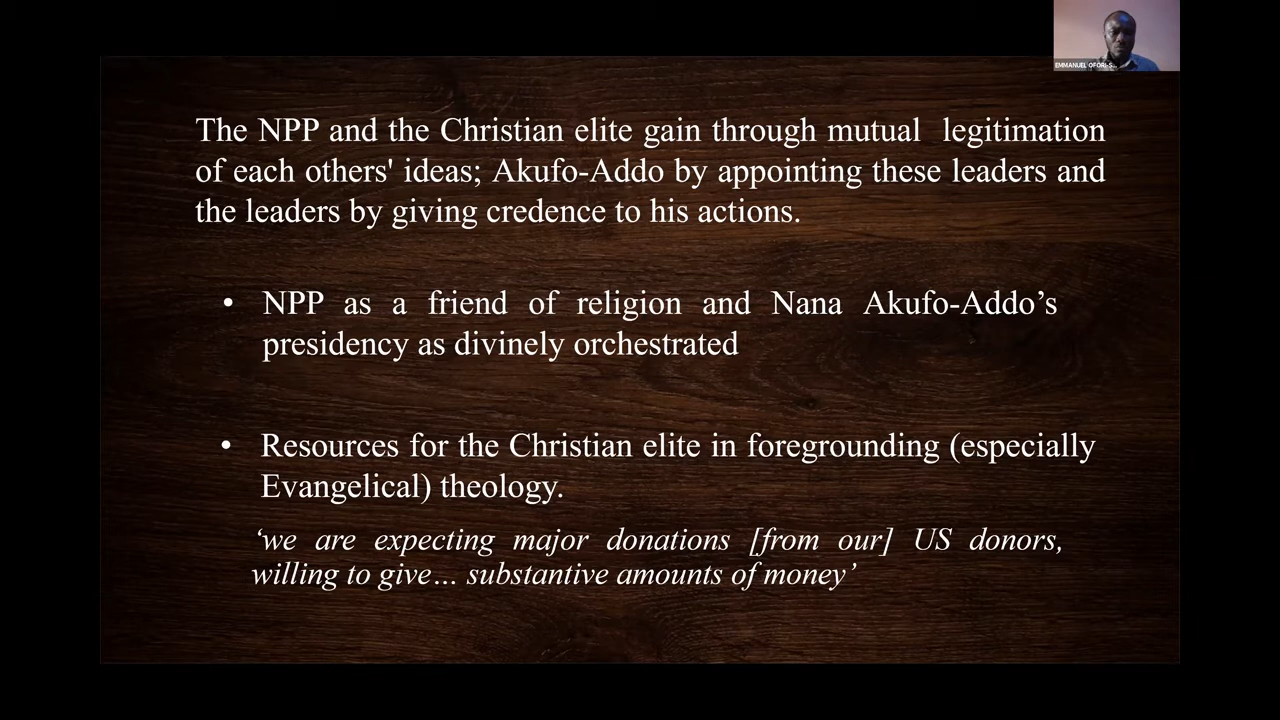 EMMANUEL OFORI-S...
The NPP and the Christian elite gain through mutual legitimation
of each others' ideas; Akufo-Addo by appointing these leaders and
the leaders by giving credence to his actions.
• NPP as a friend of religion and Nana Akufo-Addo’s
presidency as divinely orchestrated
• Resources for the Christian elite in foregrounding (especially
Evangelical) theology.
‘we are expecting major donations [from our] US donors,
willing to give… substantive amounts of money’